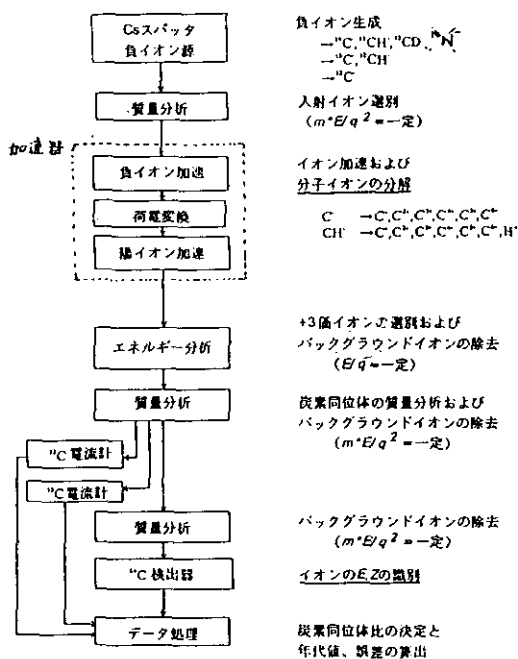 Csスパッタ
負イオン源
負イオン生成
質量分析
入射イオン選別
(m*E/q² = 一定)
加速器
負イオン加速
荷電変換
陽イオン加速
イオン加速および
分子イオンの分解
エネルギー分析
+3価イオンの選別および
バックグラウンドイオンの除去
(E/q = 一定)
質量分析
炭素同位体の質量分析および
バックグラウンドイオンの除去
(m*E/q² = 一定)
C電流計
C電流計
質量分析
バックグラウンドイオンの除去
(m*E/q² = 一定)
C検出器
イオンのE,Zの識別
データ処理
炭素同位体比の決定と
年代値、誤差の算出